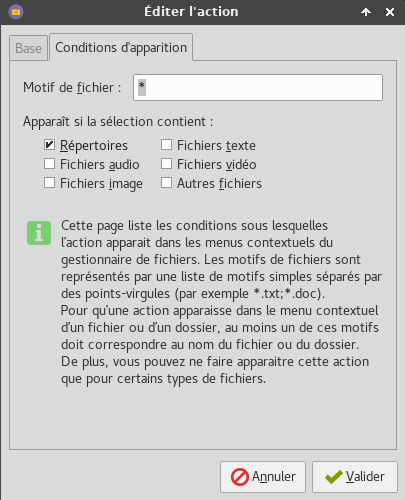 Éditer l'action
Base Conditions d'apparition
Motif de fichier : *
Apparaît si la sélection contient :
Répertoires Fichiers texte
Fichiers audio Fichiers vidéo
Fichiers image Autres fichiers
Cette page liste les conditions sous lesquelles
l'action apparait dans les menus contextuels du
gestionnaire de fichiers. Les motifs de fichiers sont
représentés par une liste de motifs simples séparés par
des points-virgules (par exemple *.txt;*.doc).
Pour qu'une action apparaisse dans le menu contextuel
d'un fichier ou d'un dossier, au moins un de ces motifs
doit correspondre au nom du fichier ou du dossier.
De plus, vous pouvez ne faire apparaitre cette action
que pour certains types de fichiers.
Annuler Valider